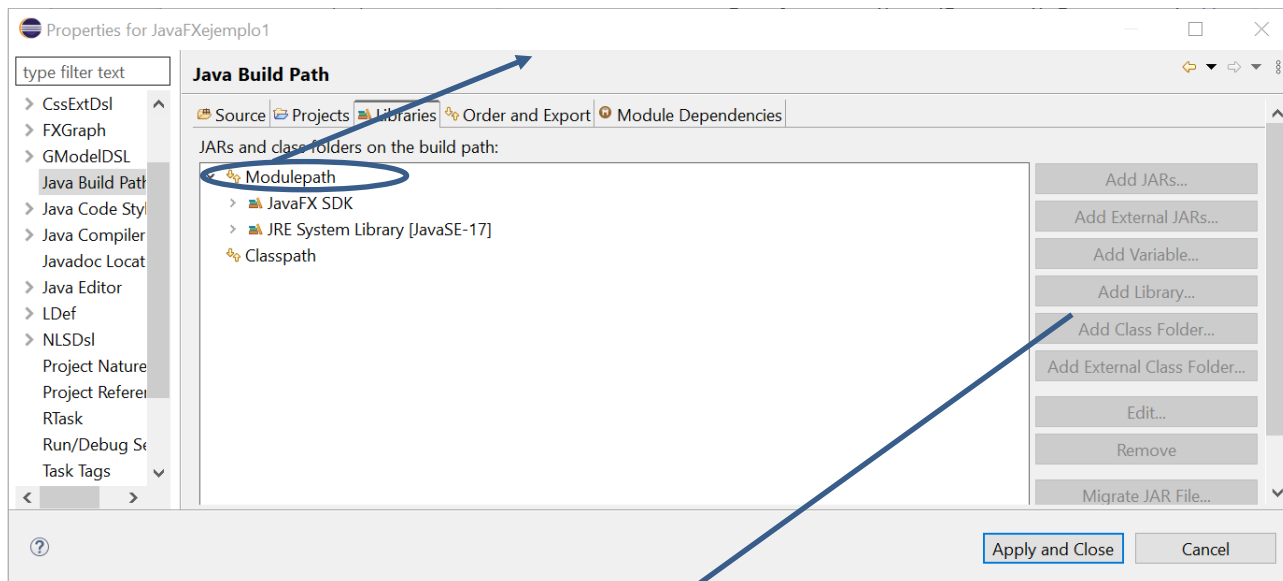 Properties for JavaFXejemplo1
type filter text
CssExtDsl
FXGraph
GModelDSL
Java Build Path
Java Code Styl
Java Compiler
Javadoc Locat
Java Editor
LDef
NLSDsl
Project Nature
Project Referen
RTask
Run/Debug Se
Task Tags
Java Build Path
Source Projects Libraries Order and Export Module Dependencies
JARs and class folders on the build path:
Modulepath
JavaFX SDK
JRE System Library [JavaSE-17]
Classpath
Add JARs...
Add External JARs...
Add Variable...
Add Library...
Add Class Folder...
Add External Class Folder...
Edit...
Remove
Migrate JAR File...
Apply and Close
Cancel